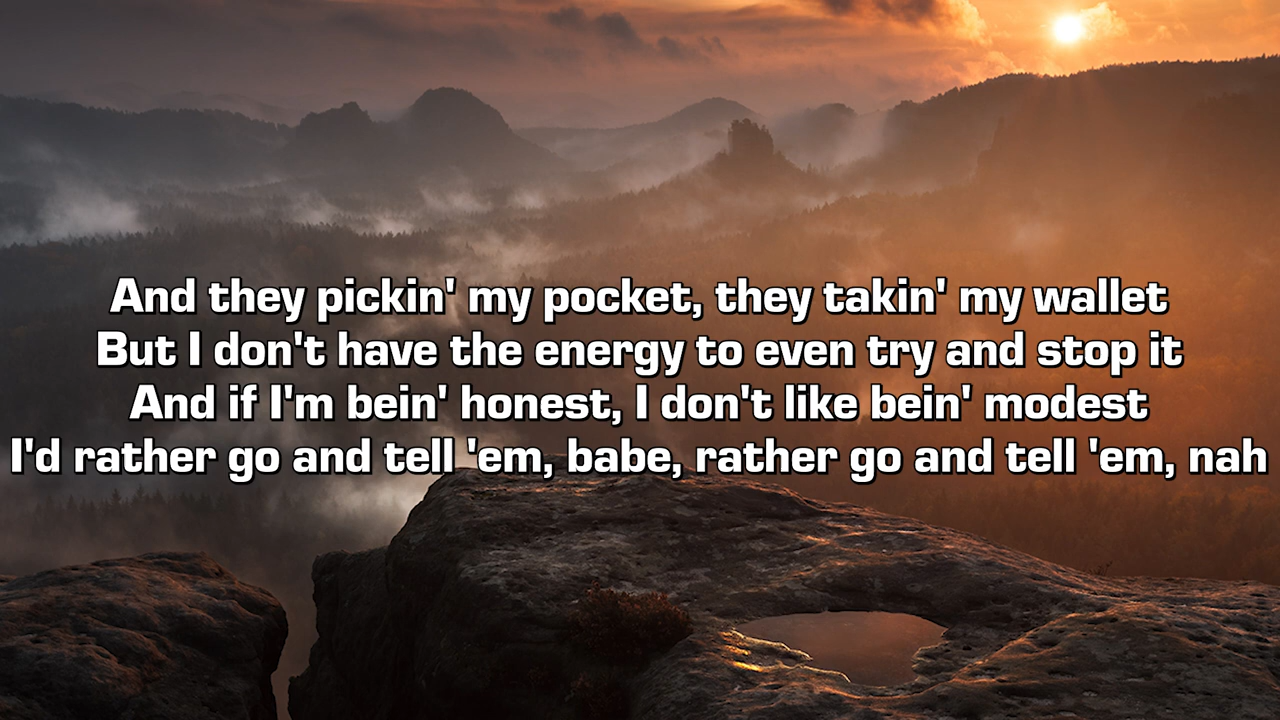 And they pickin' my pocket, they takin' my wallet
But I don't have the energy to even try and stop it
And if I'm bein' honest, I don't like bein' modest
I'd rather go and tell 'em, babe, rather go and tell 'em, nah